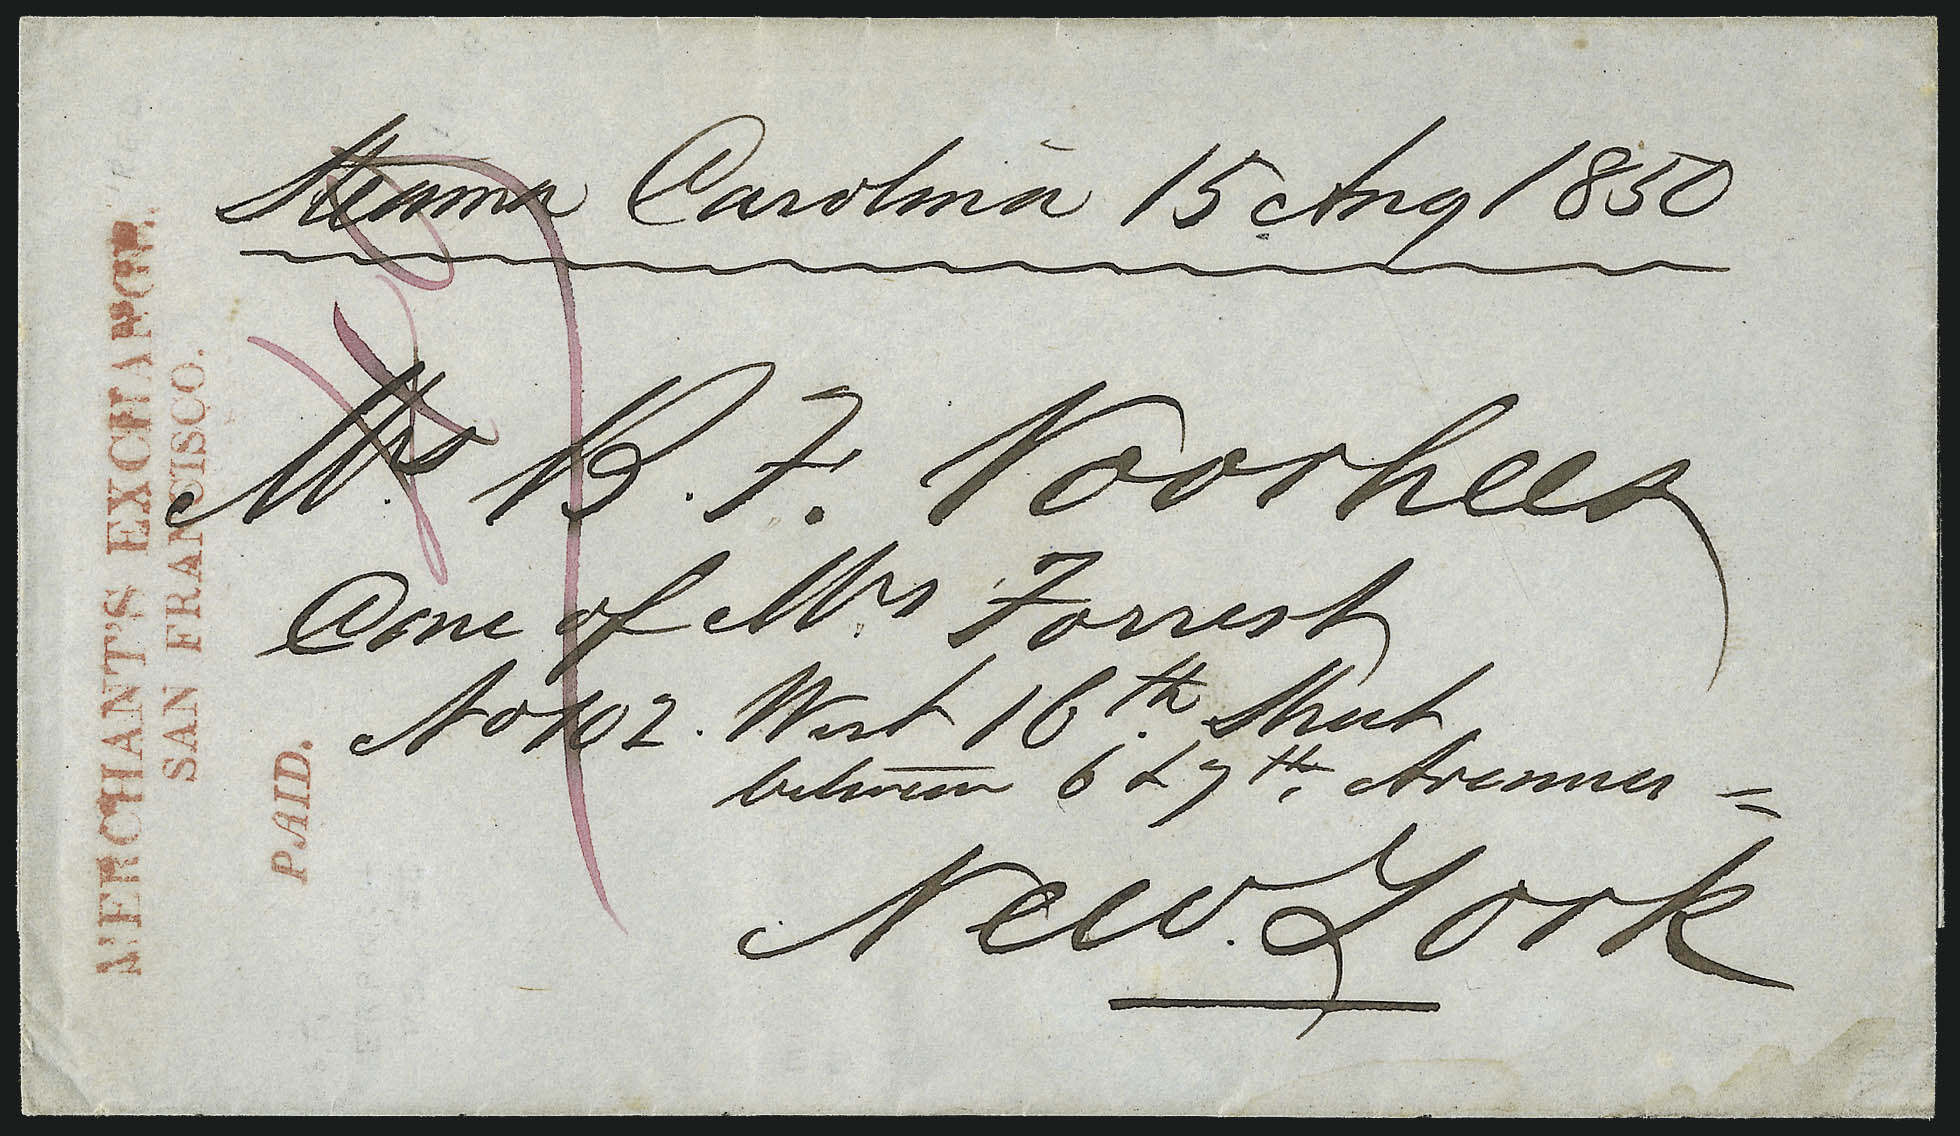 Steamer Carolina 15 Aug 1850
Mrs B. F. Voorhees
Care of Mrs Forrest
No 102. West 16th Street
between 6 & 7th Avenues =
New York
MERCHANT'S EXCHANGE.
SAN FRANCISCO.
PAID.